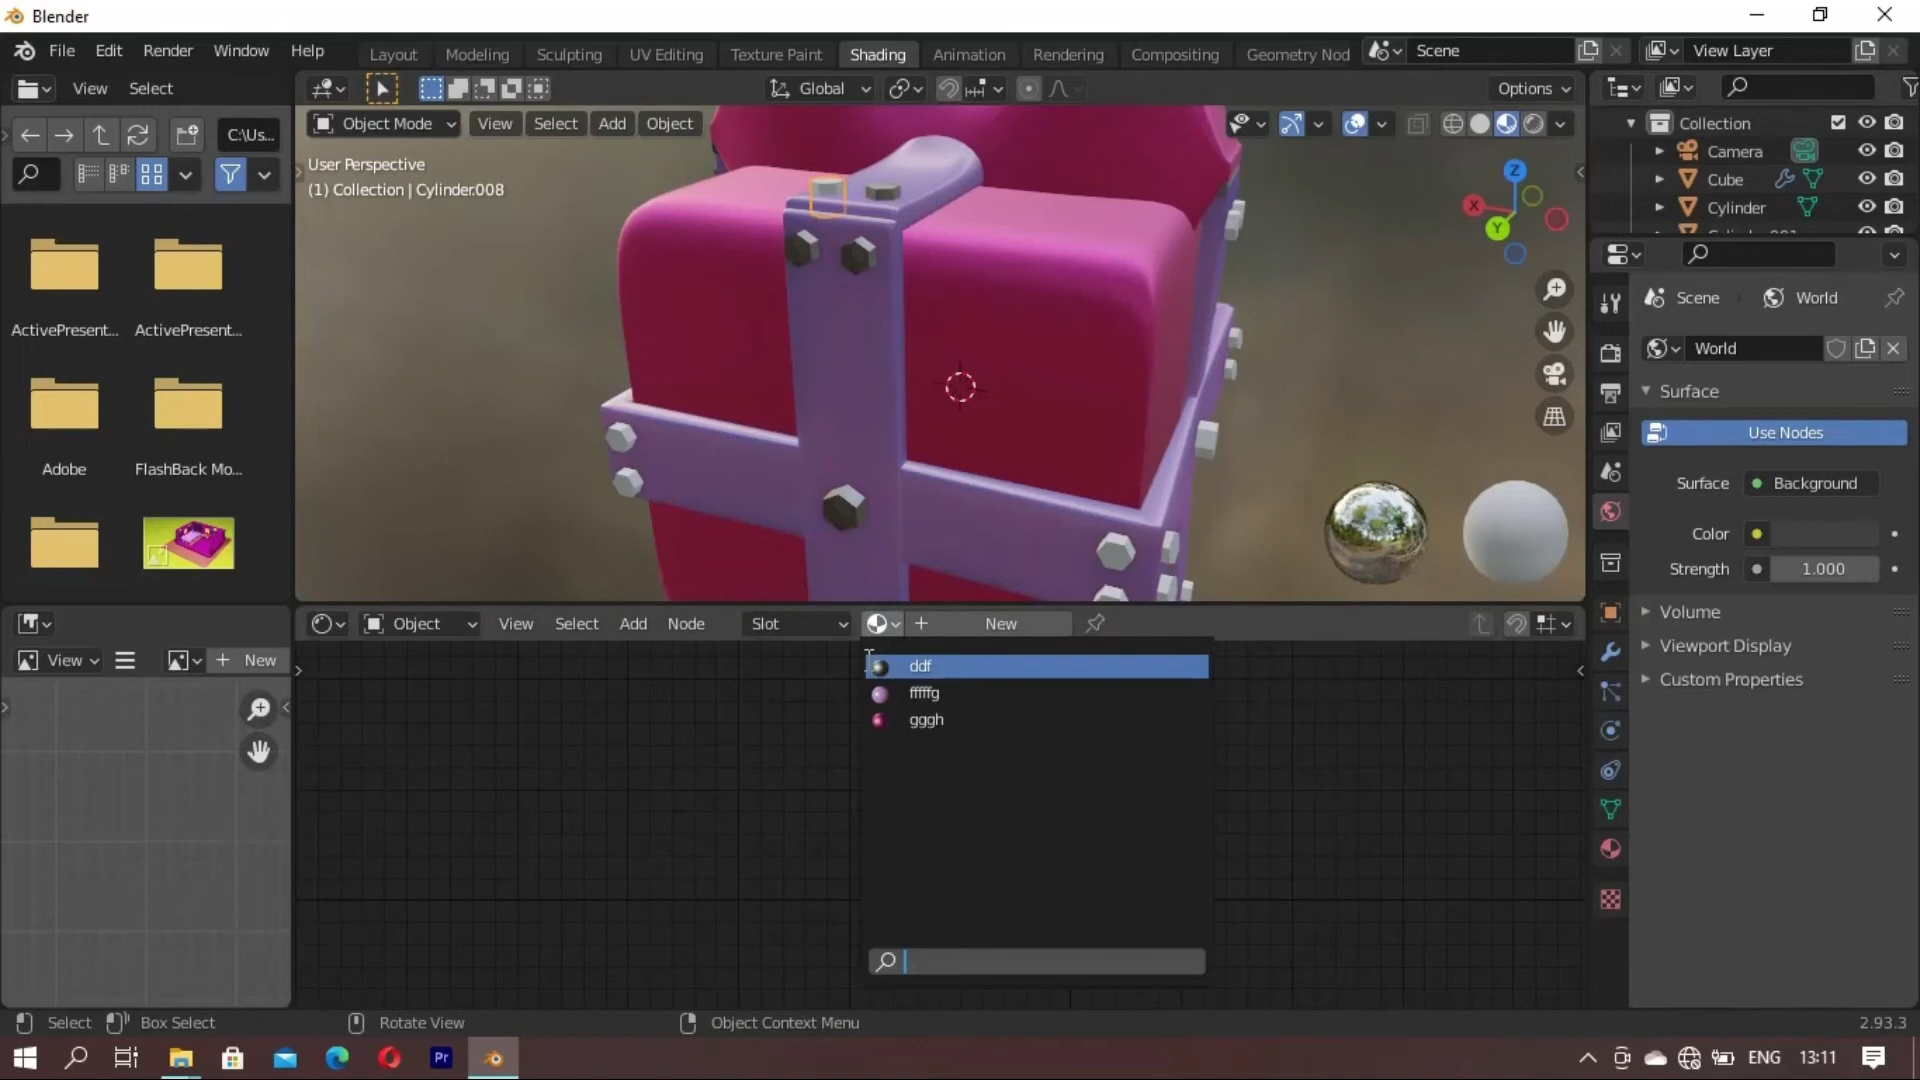 Blender
File Edit Render Window Help Layout Modeling Sculpting UV Editing Texture Paint Shading Animation Rendering Compositing Geometry Nod Scene View Layer
View Select Global Options
C:\Us...
Object Mode View Select Add Object
User Perspective
(1) Collection | Cylinder.008
Z
X
Y
Collection
Camera
Cube
Cylinder
Scene World
World
Surface
Use Nodes
Surface Background
Color
Strength 1.000
Volume
Viewport Display
Custom Properties
ActivePresent... ActivePresent...
Adobe FlashBack Mo...
Object View Select Add Node Slot New
View New
ddf
fffffg
gggh
Select Box Select Rotate View Object Context Menu 2.93.3
Pr ENG 13:11